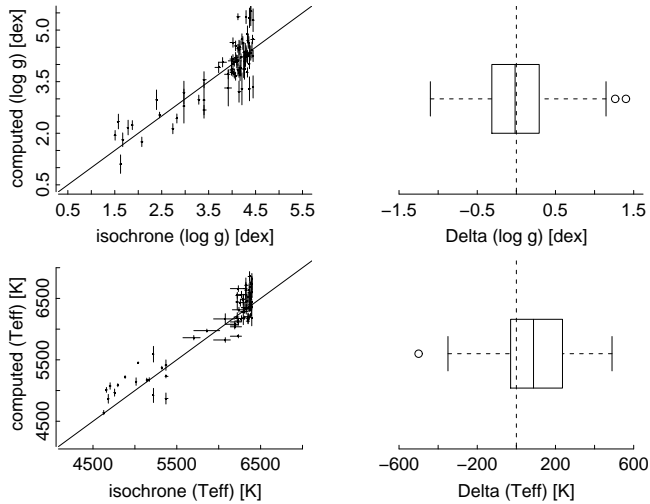 computed (log g) [dex]
0.5 2.0 3.5 5.0
0.5 1.5 2.5 3.5 4.5 5.5
isochrone (log g) [dex]
−1.5 −0.5 0.5 1.5
Delta (log g) [dex]
computed (Teff) [K]
4500 5500 6500
4500 5500 6500
isochrone (Teff) [K]
−600 −200 200 600
Delta (Teff) [K]